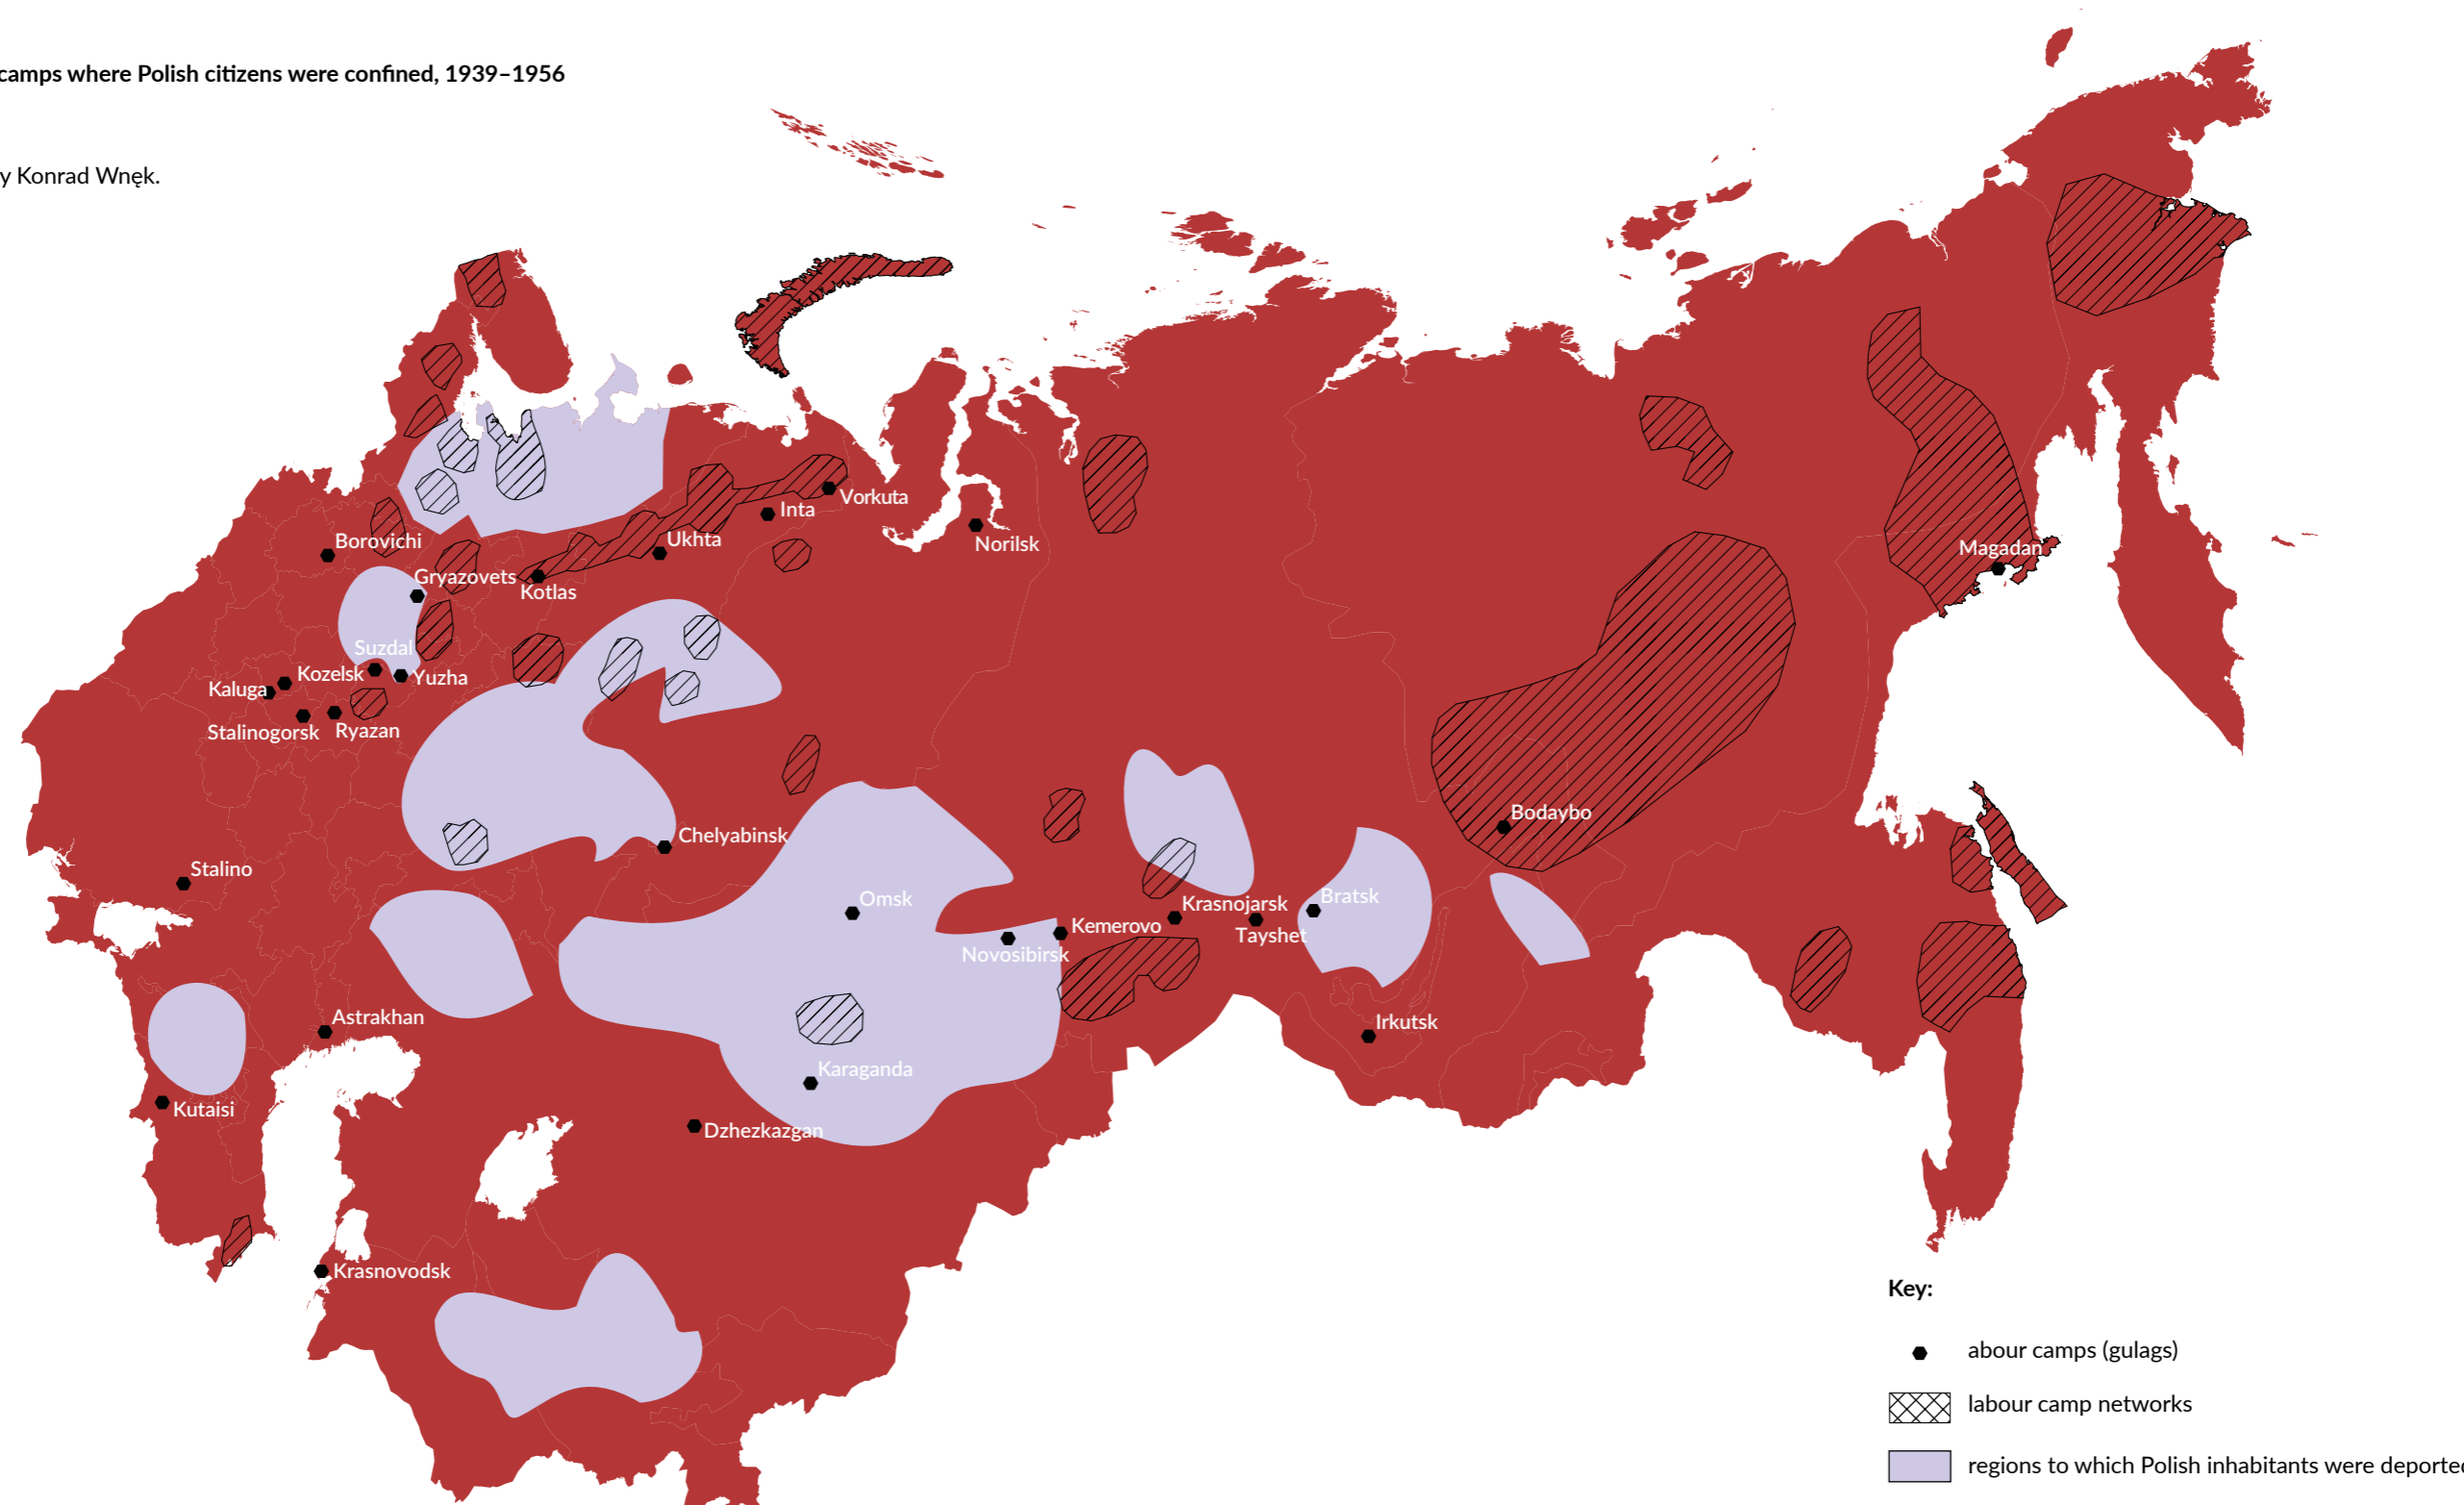 camps where Polish citizens were confined, 1939–1956
y Konrad Wnęk.
Vorkuta
Inta
Ukhta
Norilsk
Borovichi
Magadan
Gryazovets
Kotlas
Suzdal
Kozelsk
Yuzha
Kaluga
Stalinogorsk
Ryazan
Bodaybo
Chelyabinsk
Stalino
Omsk
Bratsk
Krasnojarsk
Kemerovo
Tayshet
Novosibirsk
Astrakhan
Irkutsk
Karaganda
Kutaisi
Dzhezkazgan
Krasnovodsk
Key:
abour camps (gulags)
labour camp networks
regions to which Polish inhabitants were deported